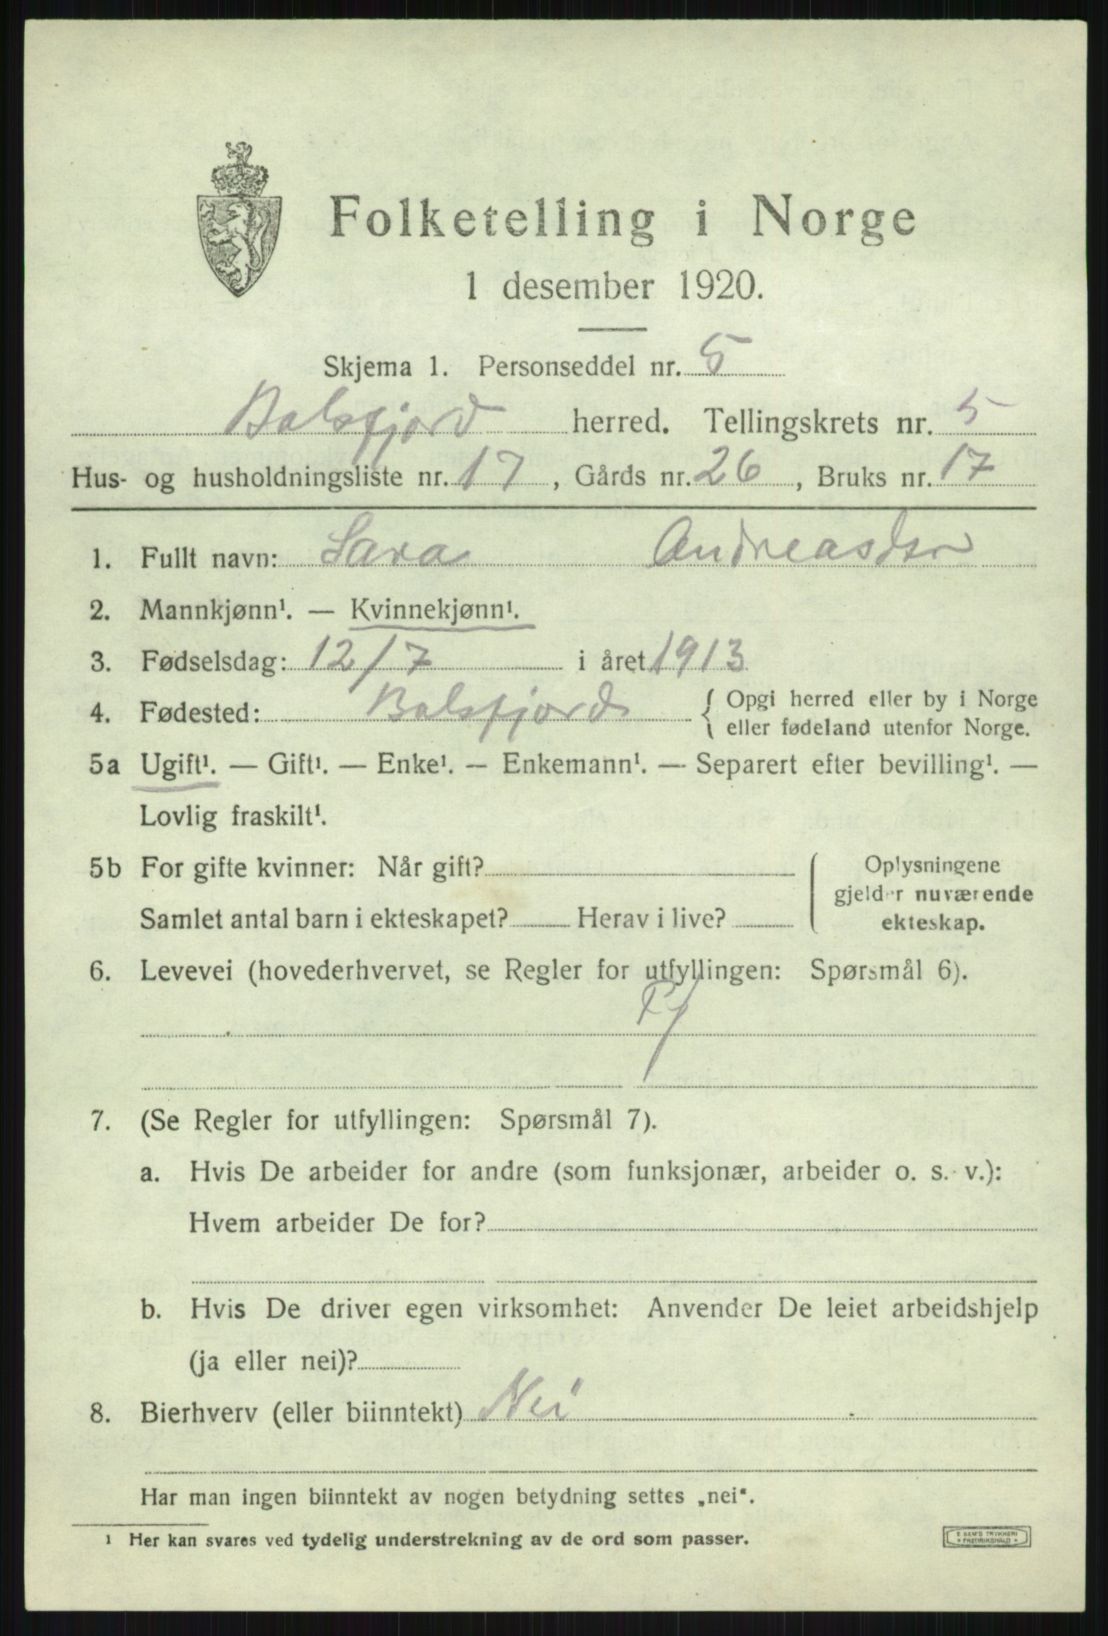 Folketelling i Norge
1 desember 1920.
Skjema 1. Personseddel nr. 5
Balsfjord herred. Tellingskrets nr. 5
Hus- og husholdningsliste nr. 17, Gårds nr. 26, Bruks nr. 17
1. Fullt navn: Sara Andreasdsr
2. Mannkjønn¹. — Kvinnekjønn¹.
3. Fødselsdag: 12/7 i året 1913
4. Fødested: Balsfjord { Opgi herred eller by i Norge
eller fødeland utenfor Norge.
5a Ugift¹. — Gift¹. — Enke¹. — Enkemann¹. — Separert efter bevilling¹. —
Lovlig fraskilt¹.
5b For gifte kvinner: Når gift? Oplysningene
gjelder nuværende
Samlet antal barn i ekteskapet? Herav i live? ekteskap.
6. Levevei (hovederhvervet, se Regler for utfyllingen: Spørsmål 6).
7. (Se Regler for utfyllingen: Spørsmål 7).
a. Hvis De arbeider for andre (som funksjonær, arbeider o. s. v.):
Hvem arbeider De for?
b. Hvis De driver egen virksomhet: Anvender De leiet arbeidshjelp
(ja eller nei)?
8. Bierhverv (eller biinntekt) Nei
Har man ingen biinntekt av nogen betydning settes „nei“.
¹ Her kan svares ved tydelig understrekning av de ord som passer.